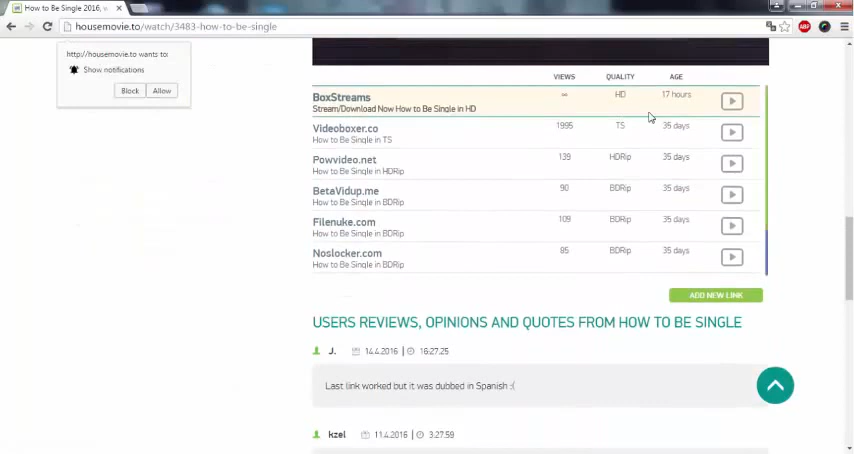 How to Be Single 2016, w
housemovie.to/watch/3483-how-to-be-single
ABP
http://housemovie.to wants to:
Show notifications
Block Allow
VIEWS QUALITY AGE
BoxStreams ∞ HD 17 hours
Stream/Download Now How to Be Single in HD
Videoboxer.co 1995 TS 35 days
How to Be Single in TS
Powvideo.net 139 HDRip 35 days
How to Be Single in HDRip
BetaVidup.me 90 BDRip 35 days
How to Be Single in BDRip
Filenuke.com 109 BDRip 35 days
How to Be Single in BDRip
Noslocker.com 85 BDRip 35 days
How to Be Single in BDRip
ADD NEW LINK
USERS REVIEWS, OPINIONS AND QUOTES FROM HOW TO BE SINGLE
J. 14.4.2016 | 16:27:25
Last link worked but it was dubbed in Spanish :(
kzel 11.4.2016 | 3:27:59